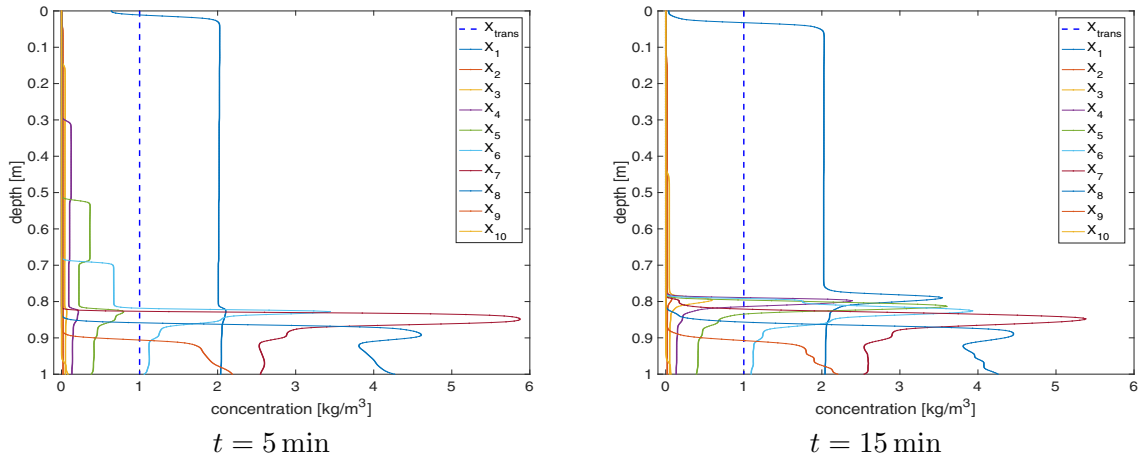 0
0.1
0.2
0.3
0.4
0.5
0.6
0.7
0.8
0.9
1
depth [m]
0 1 2 3 4 5 6
concentration [kg/m³]
X_trans
X_1
X_2
X_3
X_4
X_5
X_6
X_7
X_8
X_9
X_10
t = 5 min
0
0.1
0.2
0.3
0.4
0.5
0.6
0.7
0.8
0.9
1
depth [m]
0 1 2 3 4 5 6
concentration [kg/m³]
X_trans
X_1
X_2
X_3
X_4
X_5
X_6
X_7
X_8
X_9
X_10
t = 15 min